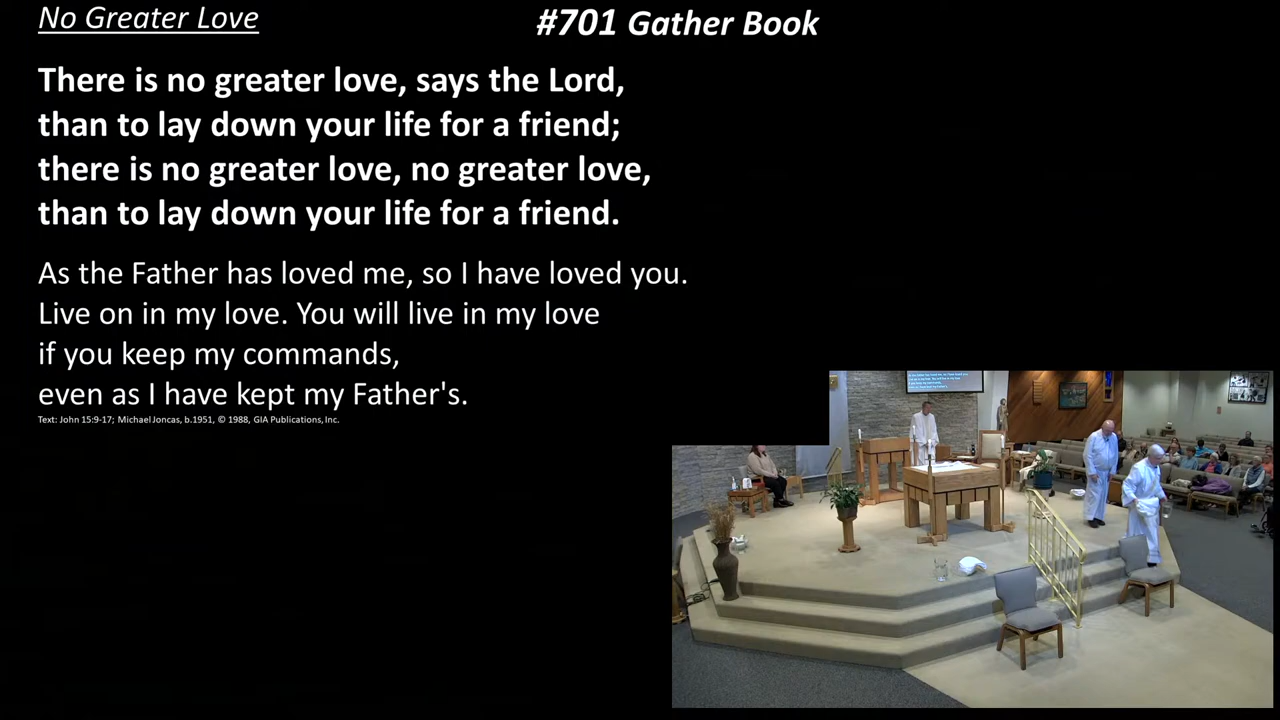 No Greater Love
#701 Gather Book
There is no greater love, says the Lord,
than to lay down your life for a friend;
there is no greater love, no greater love,
than to lay down your life for a friend.
As the Father has loved me, so I have loved you.
Live on in my love. You will live in my love
if you keep my commands,
even as I have kept my Father's.
Text: John 15:9-17; Michael Joncas, b.1951, © 1988, GIA Publications, Inc.